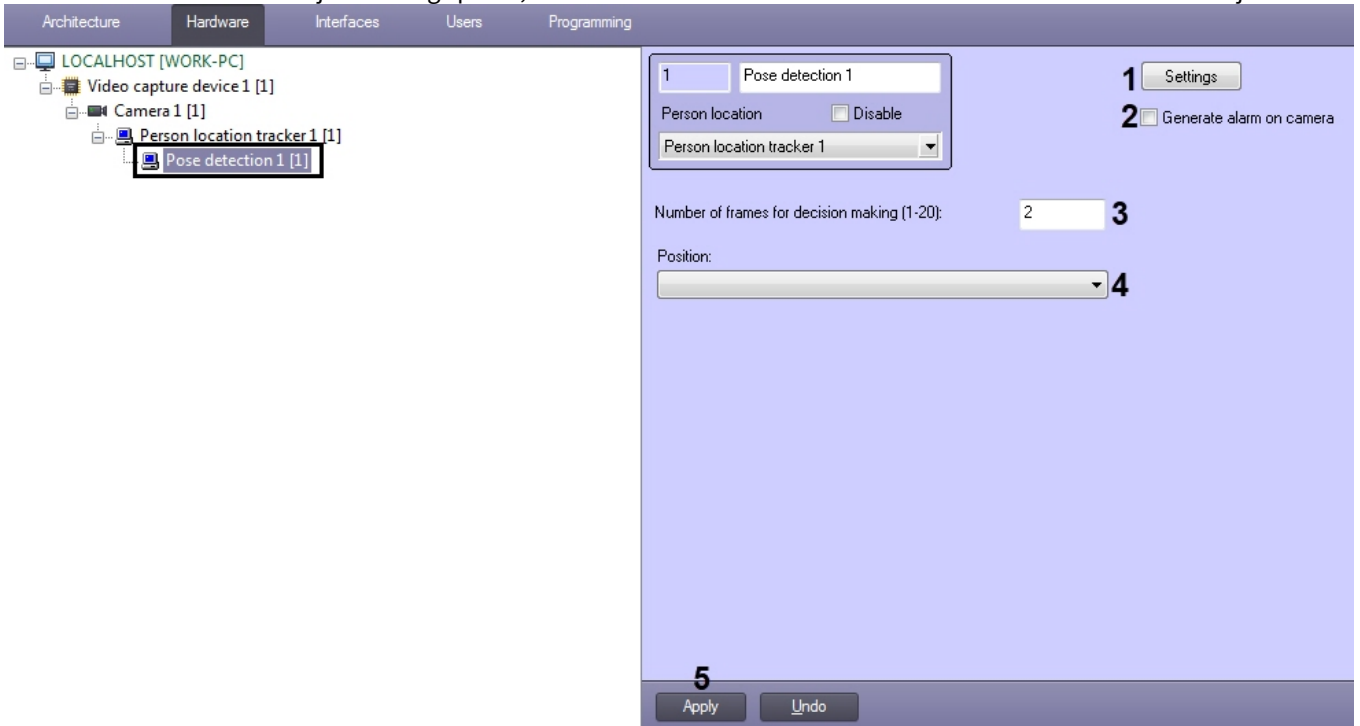 Architecture Hardware Interfaces Users Programming
LOCALHOST [WORK-PC]
Video capture device 1 [1]
Camera 1 [1]
Person location tracker 1 [1]
Pose detection 1 [1]
1 Pose detection 1
Person location Disable
Person location tracker 1
1 Settings
2 Generate alarm on camera
Number of frames for decision making (1-20): 2 3
Position:
4
5
Apply Undo